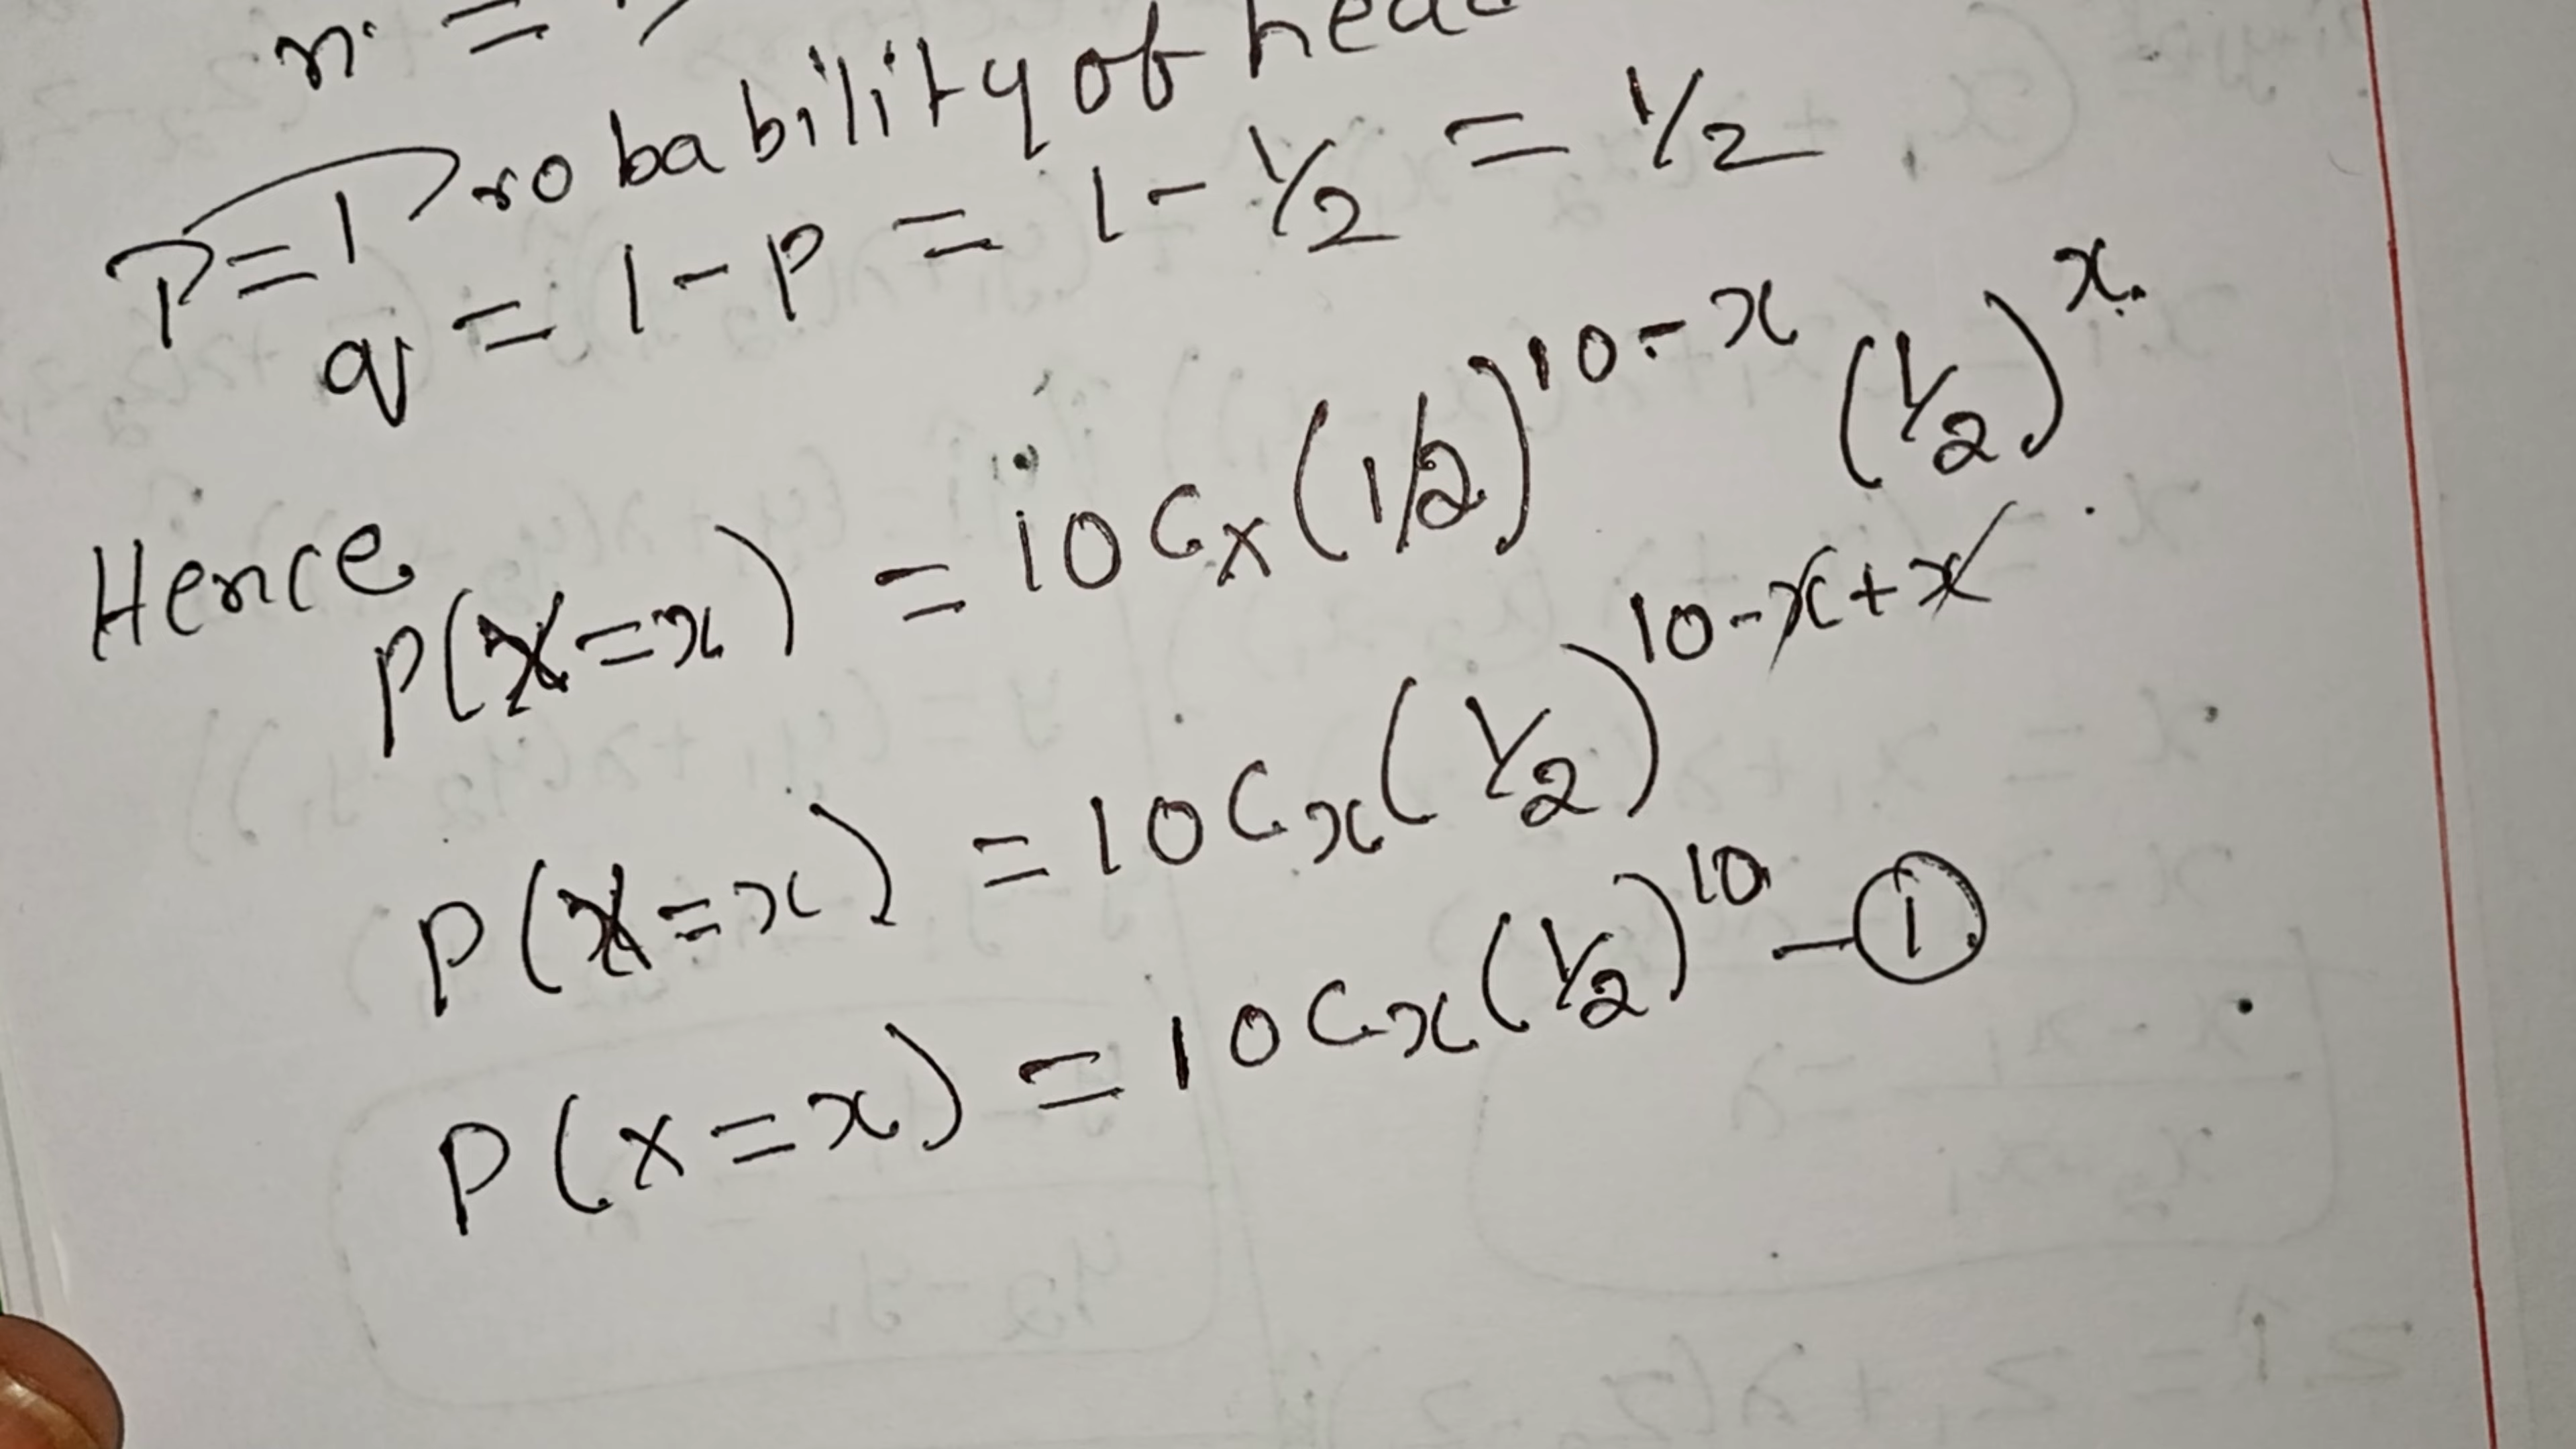 n =
P = Probability of head
q = 1 - P = 1 - 1/2 = 1/2
Hence
P(X=x) = 10Cx (1/2)^10-x (1/2)^x
P(X=x) = 10Cx (1/2)^10-x+x
P(X=x) = 10Cx (1/2)^10 — ①